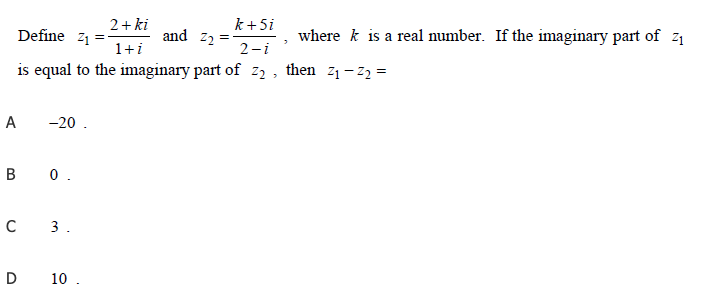 Define z₁ = (2+ki)/(1+i) and z₂ = (k+5i)/(2−i) , where k is a real number. If the imaginary part of z₁
is equal to the imaginary part of z₂ , then z₁ − z₂ =
A −20 .
B 0 .
C 3 .
D 10 .